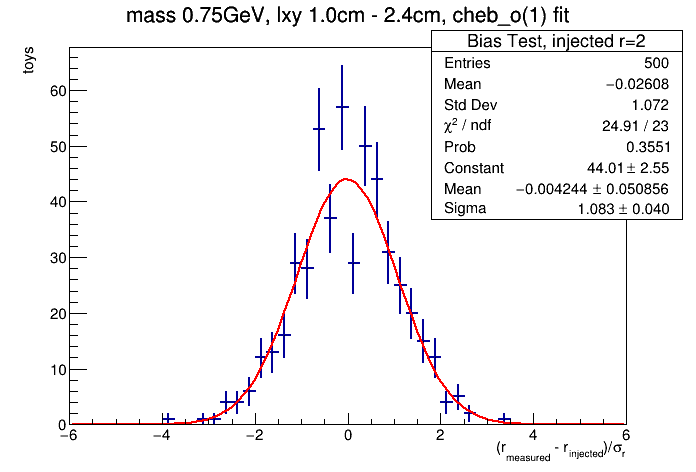 mass 0.75GeV, lxy 1.0cm - 2.4cm, cheb_o(1) fit
Bias Test, injected r=2
Entries 500
Mean −0.02608
Std Dev 1.072
χ² / ndf 24.91 / 23
Prob 0.3551
Constant 44.01 ± 2.55
Mean −0.004244 ± 0.050856
Sigma 1.083 ± 0.040
toys
60
50
40
30
20
10
0
−6 −4 −2 0 2 4 6
(r_measured - r_injected)/σ_r